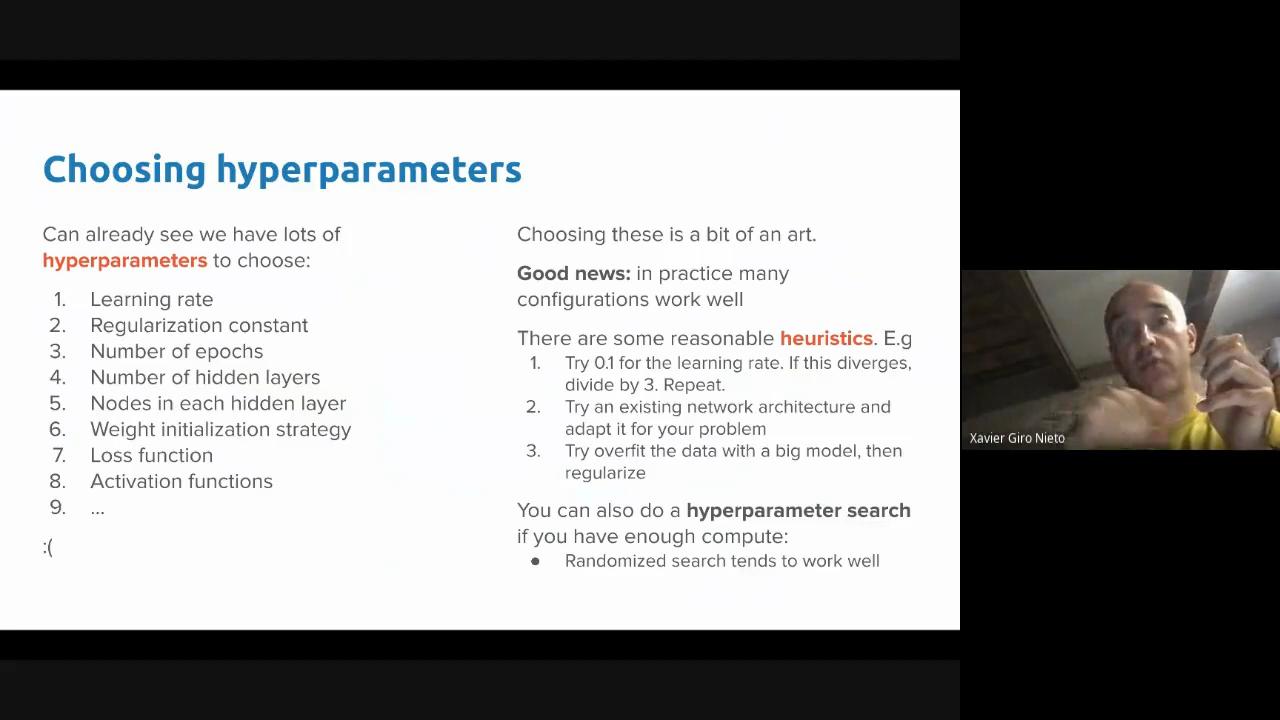 Choosing hyperparameters
Can already see we have lots of
hyperparameters to choose:
1. Learning rate
2. Regularization constant
3. Number of epochs
4. Number of hidden layers
5. Nodes in each hidden layer
6. Weight initialization strategy
7. Loss function
8. Activation functions
9. ...
:(
Choosing these is a bit of an art.
Good news: in practice many
configurations work well
There are some reasonable heuristics. E.g
1. Try 0.1 for the learning rate. If this diverges,
divide by 3. Repeat.
2. Try an existing network architecture and
adapt it for your problem
3. Try overfit the data with a big model, then
regularize
You can also do a hyperparameter search
if you have enough compute:
● Randomized search tends to work well
Xavier Giro Nieto